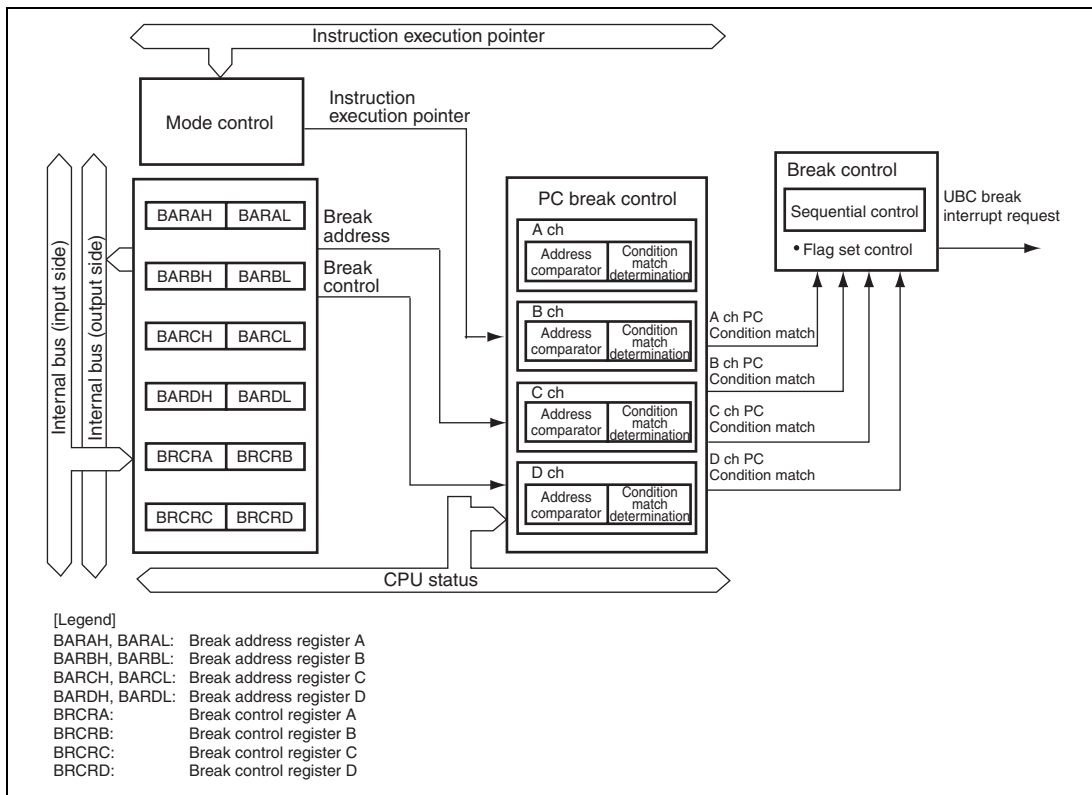 Instruction execution pointer
Mode control
Instruction
execution pointer
Internal bus (input side)
Internal bus (output side)
BARAH BARAL
BARBH BARBL
BARCH BARCL
BARDH BARDL
BRCRA BRCRB
BRCRC BRCRD
Break
address
Break
control
PC break control
A ch
Address
comparator
Condition
match
determination
B ch
Address
comparator
Condition
match
determination
C ch
Address
comparator
Condition
match
determination
D ch
Address
comparator
Condition
match
determination
A ch PC
Condition match
B ch PC
Condition match
C ch PC
Condition match
D ch PC
Condition match
Break control
Sequential control
• Flag set control
UBC break
interrupt request
CPU status
[Legend]
BARAH, BARAL: Break address register A
BARBH, BARBL: Break address register B
BARCH, BARCL: Break address register C
BARDH, BARDL: Break address register D
BRCRA: Break control register A
BRCRB: Break control register B
BRCRC: Break control register C
BRCRD: Break control register D